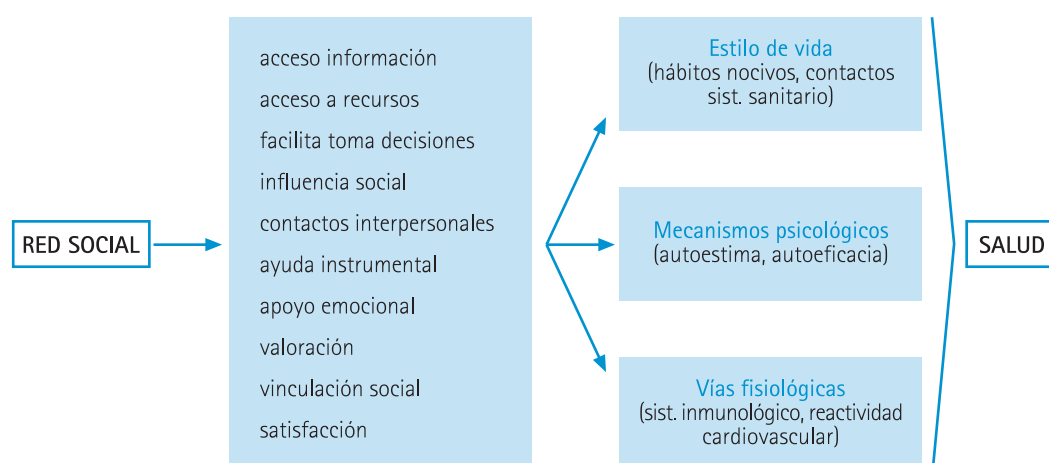 RED SOCIAL
acceso información
acceso a recursos
facilita toma decisiones
influencia social
contactos interpersonales
ayuda instrumental
apoyo emocional
valoración
vinculación social
satisfacción
Estilo de vida
(hábitos nocivos, contactos
sist. sanitario)
Mecanismos psicológicos
(autoestima, autoeficacia)
Vías fisiológicas
(sist. inmunológico, reactividad
cardiovascular)
SALUD